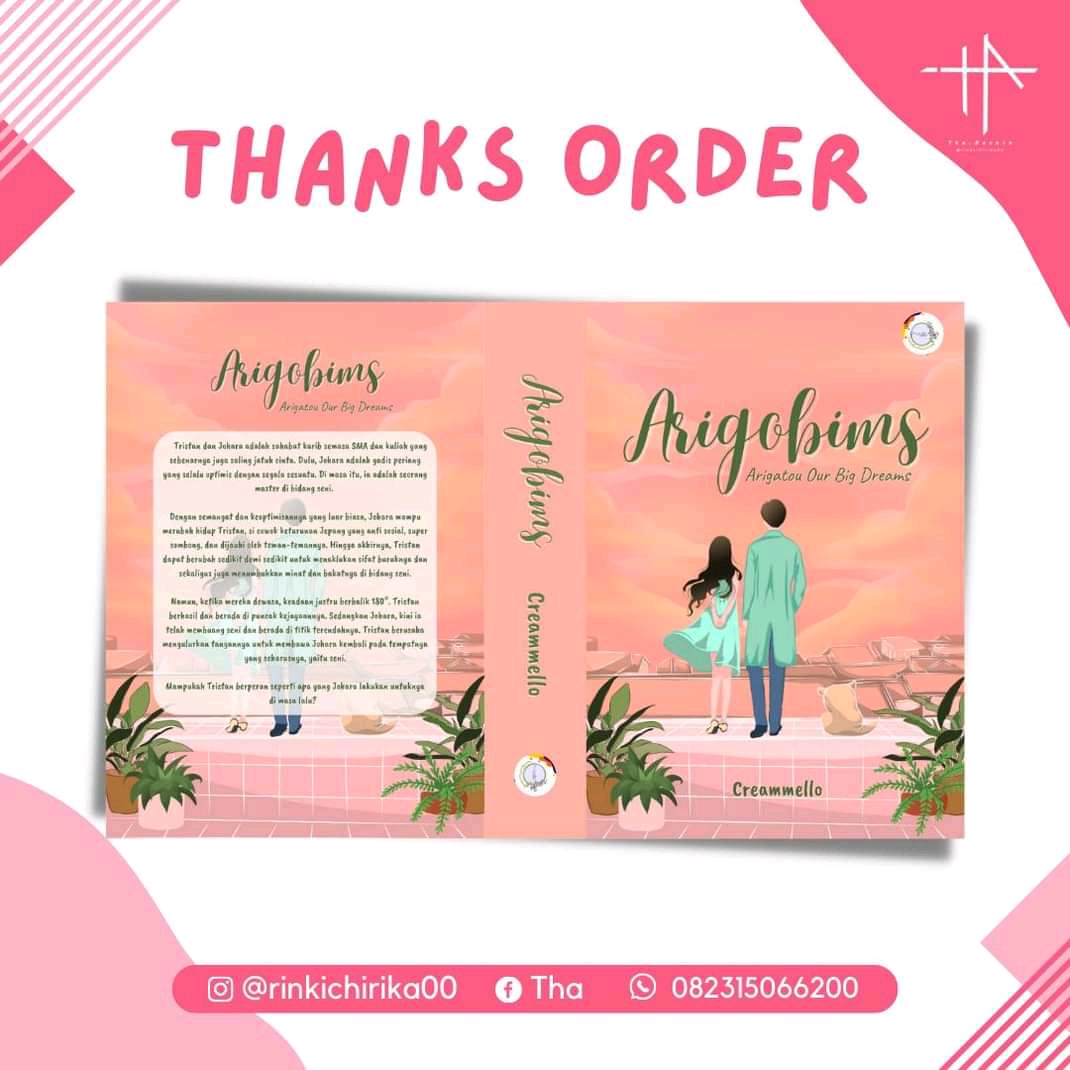 THANKS ORDER
THA
Arigobims
Arigatou Our Big Dreams
Tristan dan Johara adalah sahabat karib semasa SMA dan kuliah yang
sebenarnya juga saling jatuh cinta. Dulu, Johara adalah gadis periang
yang selalu optimis dengan segala sesuatu. Di masa itu, ia adalah seorang
master di bidang seni.
Dengan semangat dan keoptimisannya yang luar biasa, Johara mampu
merubah hidup Tristan, si cowok keturunan Jepang yang anti sosial, super
sombong, dan dijauhi oleh teman-temannya. Hingga akhirnya, Tristan
dapat berubah sedikit demi sedikit untuk menaklukan sifat buruknya dan
sekaligus juga menumbuhkan minat dan bakatnya di bidang seni.
Namun, ketika mereka dewasa, keadaan justru berbalik 180°. Tristan
berhasil dan berada di puncak kejayaannya. Sedangkan Johara, kini ia
telah membuang seni dan berada di titik terendahnya. Tristan berusaha
mengulurkan tangannya untuk membawa Johara kembali pada tempatnya
yang seharusnya, yaitu seni.
Mampukah Tristan berperan seperti apa yang Johara lakukan untuknya
di masa lalu?
Arigobims
Creammello
Arigobims
Arigatou Our Big Dreams
Creammello
@rinkichirika00 Tha 082315066200